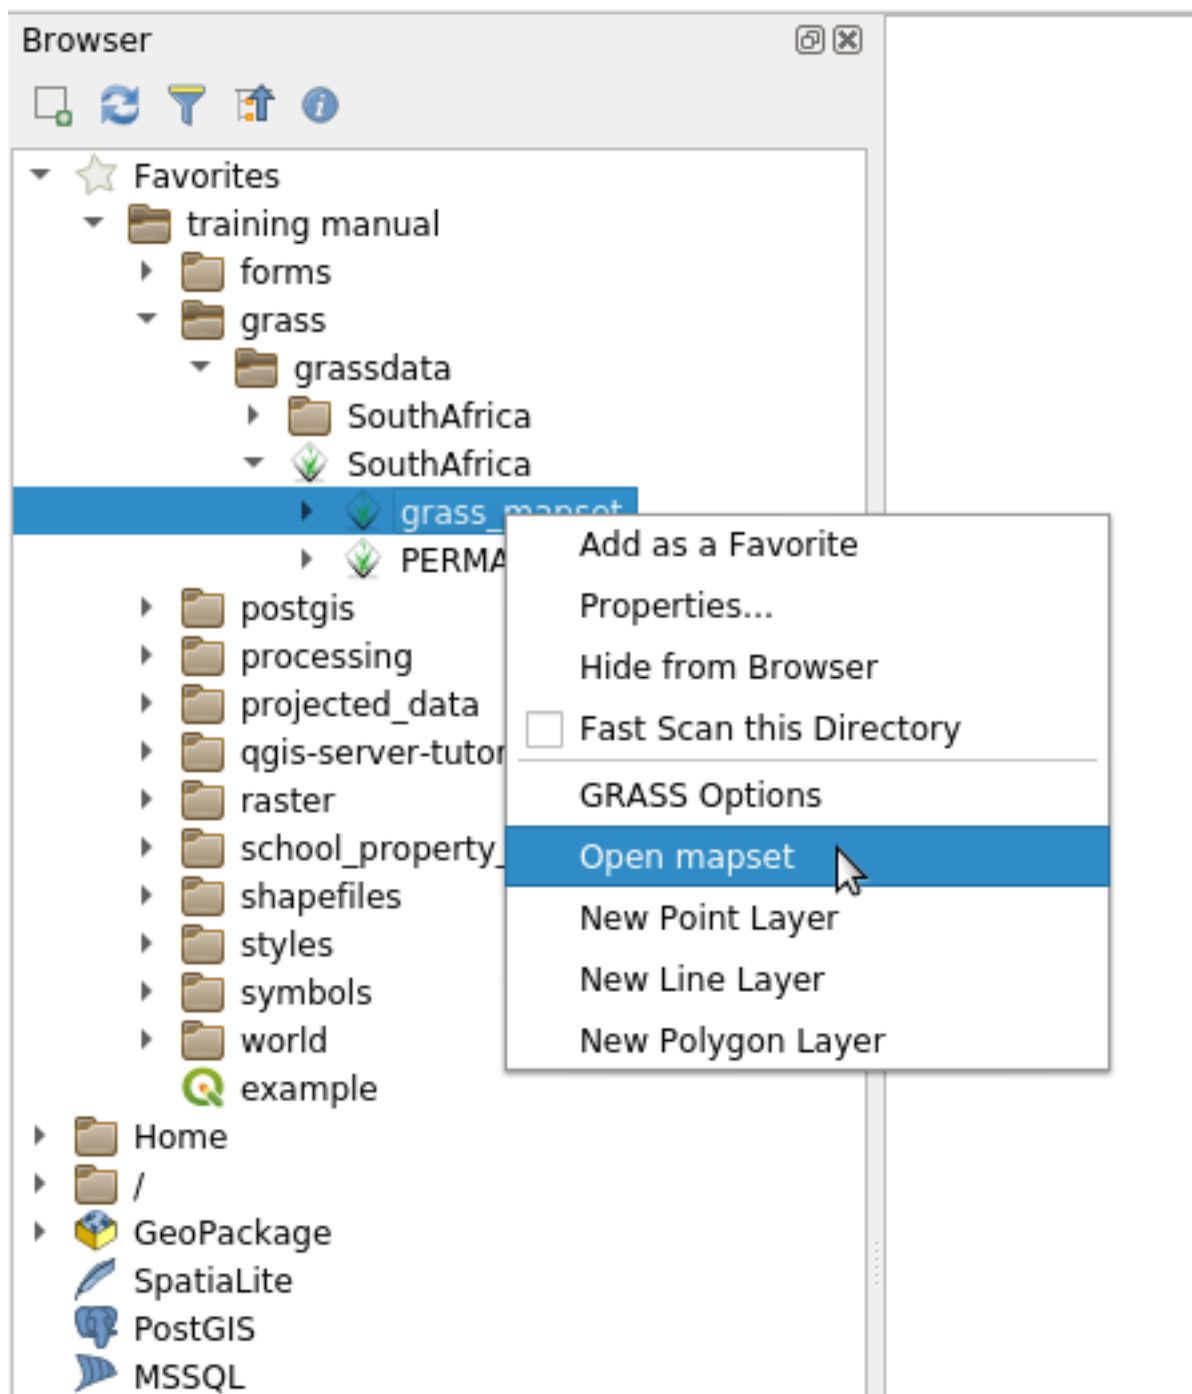 Browser
Favorites
training manual
forms
grass
grassdata
SouthAfrica
SouthAfrica
grass_mapset
Add as a Favorite
Properties...
Hide from Browser
Fast Scan this Directory
GRASS Options
Open mapset
New Point Layer
New Line Layer
New Polygon Layer
postgis
processing
projected_data
raster
shapefiles
styles
symbols
world
example
Home
/
GeoPackage
SpatiaLite
PostGIS
MSSQL